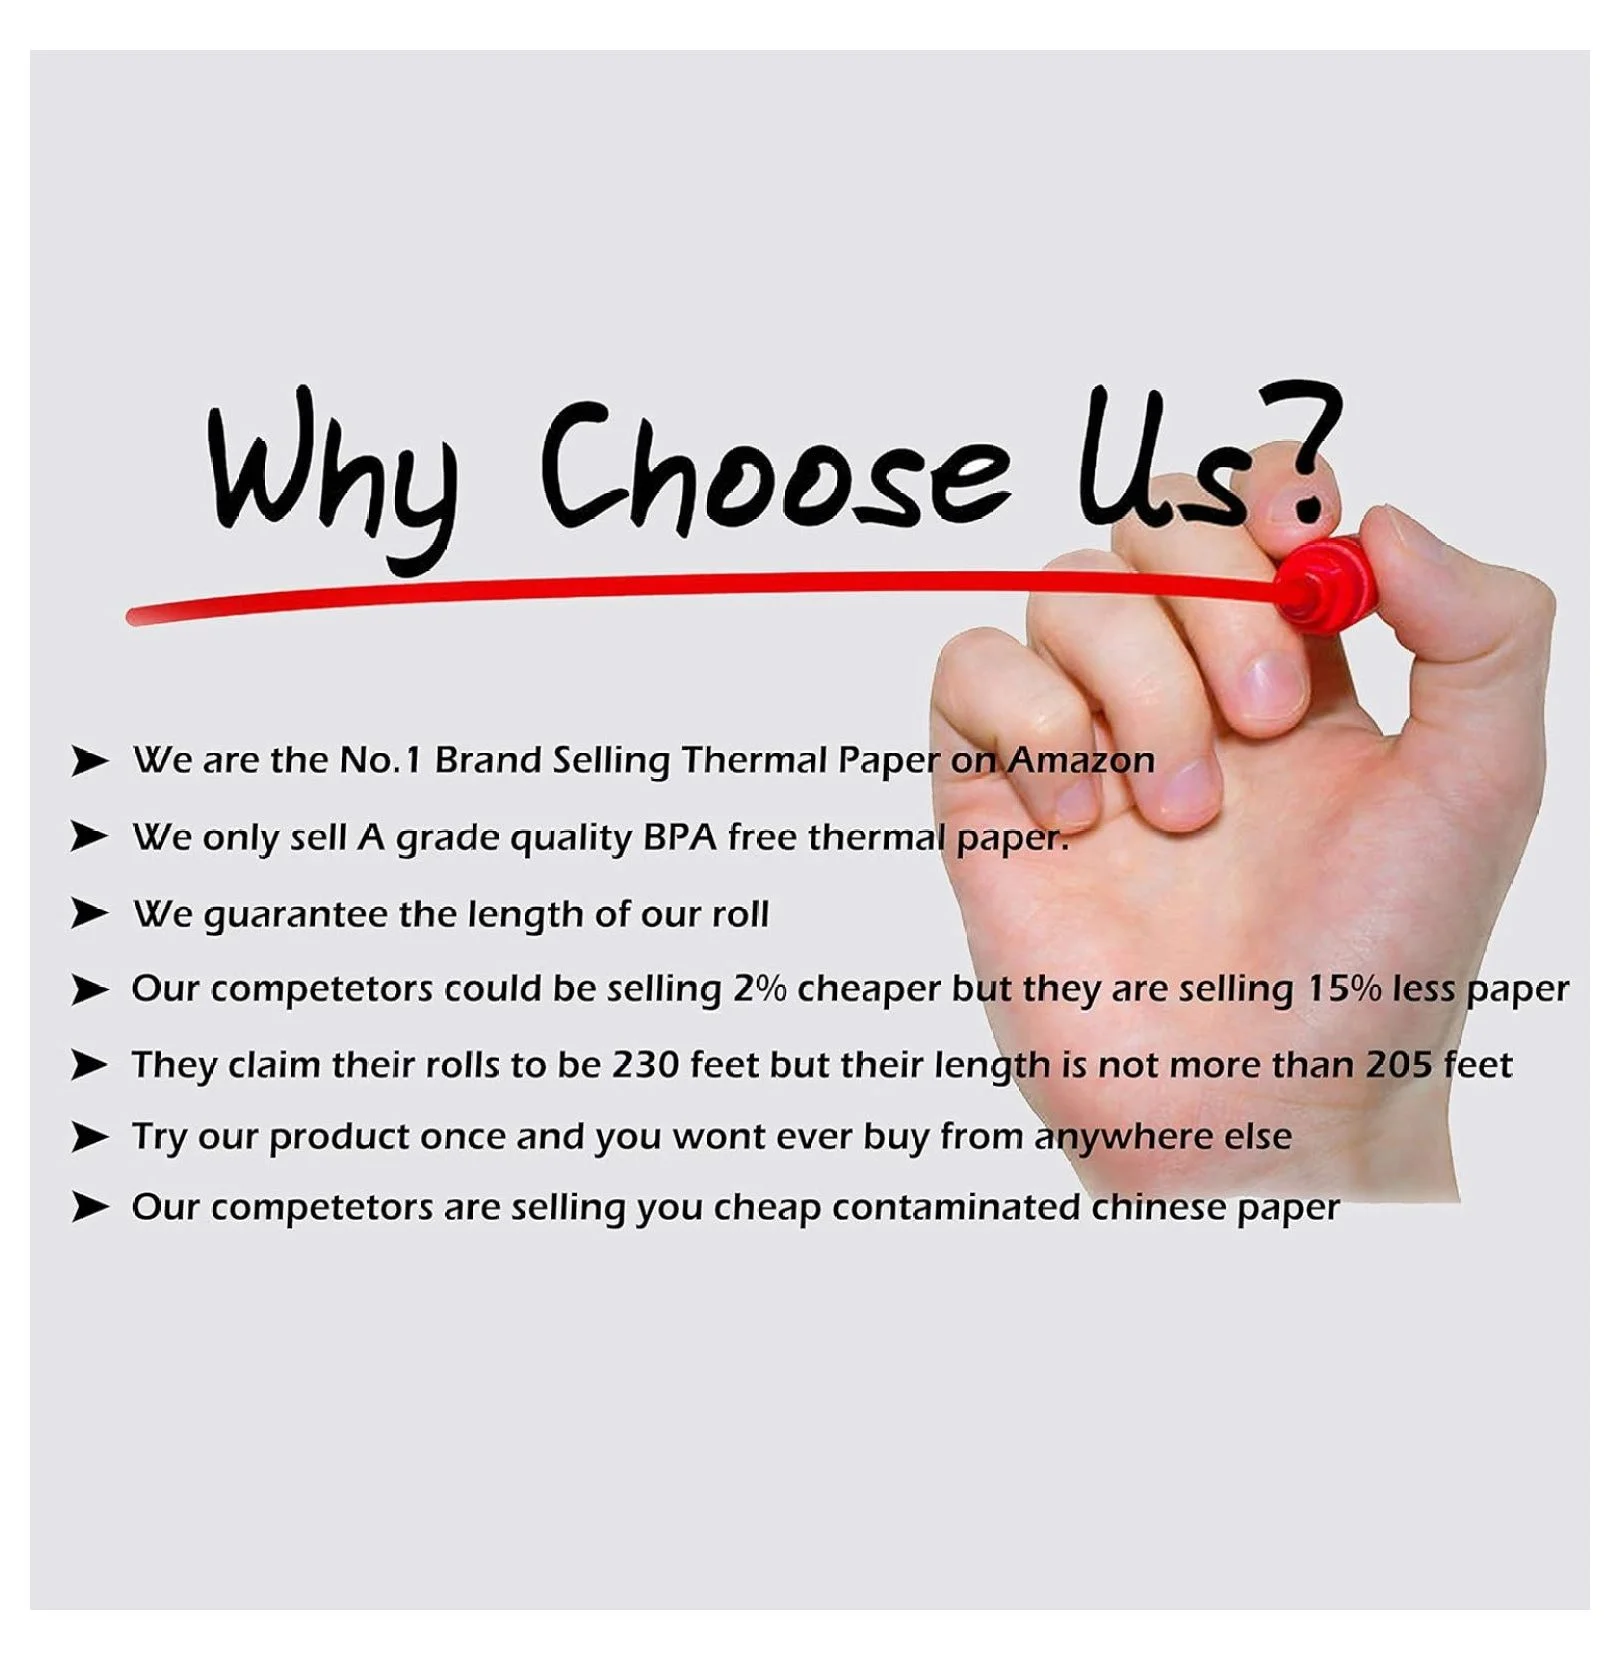 Why Choose Us?
We are the No.1 Brand Selling Thermal Paper on Amazon
We only sell A grade quality BPA free thermal paper.
We guarantee the length of our roll
Our competetors could be selling 2% cheaper but they are selling 15% less paper
They claim their rolls to be 230 feet but their length is not more than 205 feet
Try our product once and you wont ever buy from anywhere else
Our competetors are selling you cheap contaminated chinese paper